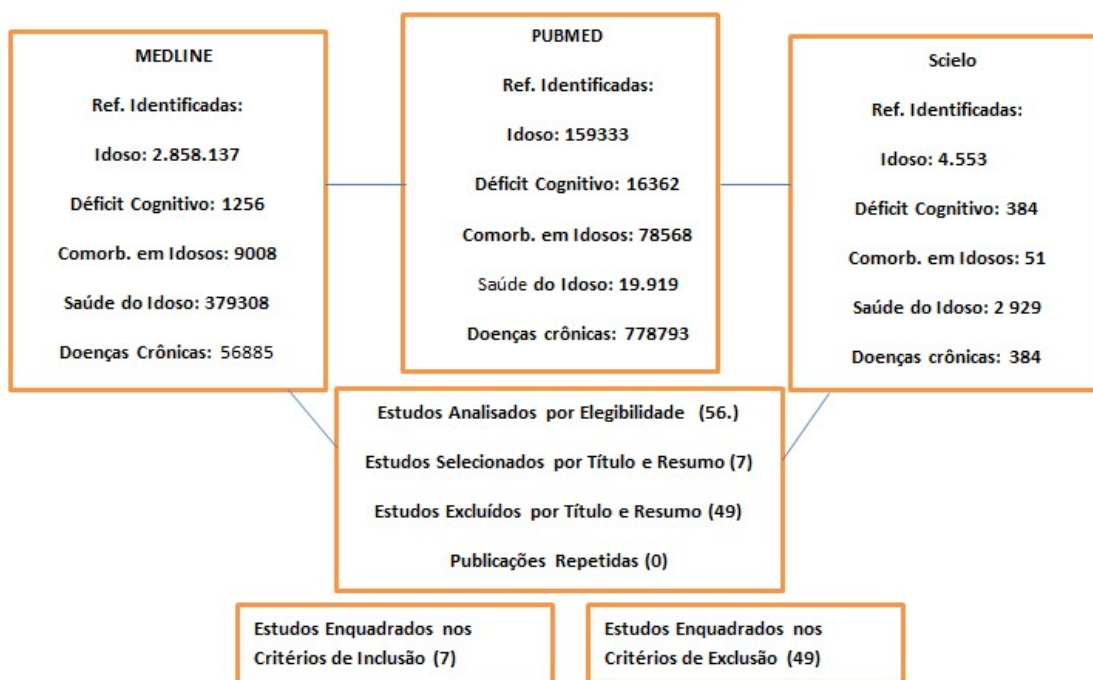 MEDLINE
Ref. Identificadas:
Idoso: 2.858.137
Déficit Cognitivo: 1256
Comorb. em Idosos: 9008
Saúde do Idoso: 379308
Doenças Crônicas: 56885
PUBMED
Ref. Identificadas:
Idoso: 159333
Déficit Cognitivo: 16362
Comorb. em Idosos: 78568
Saúde do Idoso: 19.919
Doenças crônicas: 778793
Scielo
Ref. Identificadas:
Idoso: 4.553
Déficit Cognitivo: 384
Comorb. em Idosos: 51
Saúde do Idoso: 2 929
Doenças crônicas: 384
Estudos Analisados por Elegibilidade (56.)
Estudos Selecionados por Título e Resumo (7)
Estudos Excluídos por Título e Resumo (49)
Publicações Repetidas (0)
Estudos Enquadrados nos
Critérios de Inclusão (7)
Estudos Enquadrados nos
Critérios de Exclusão (49)